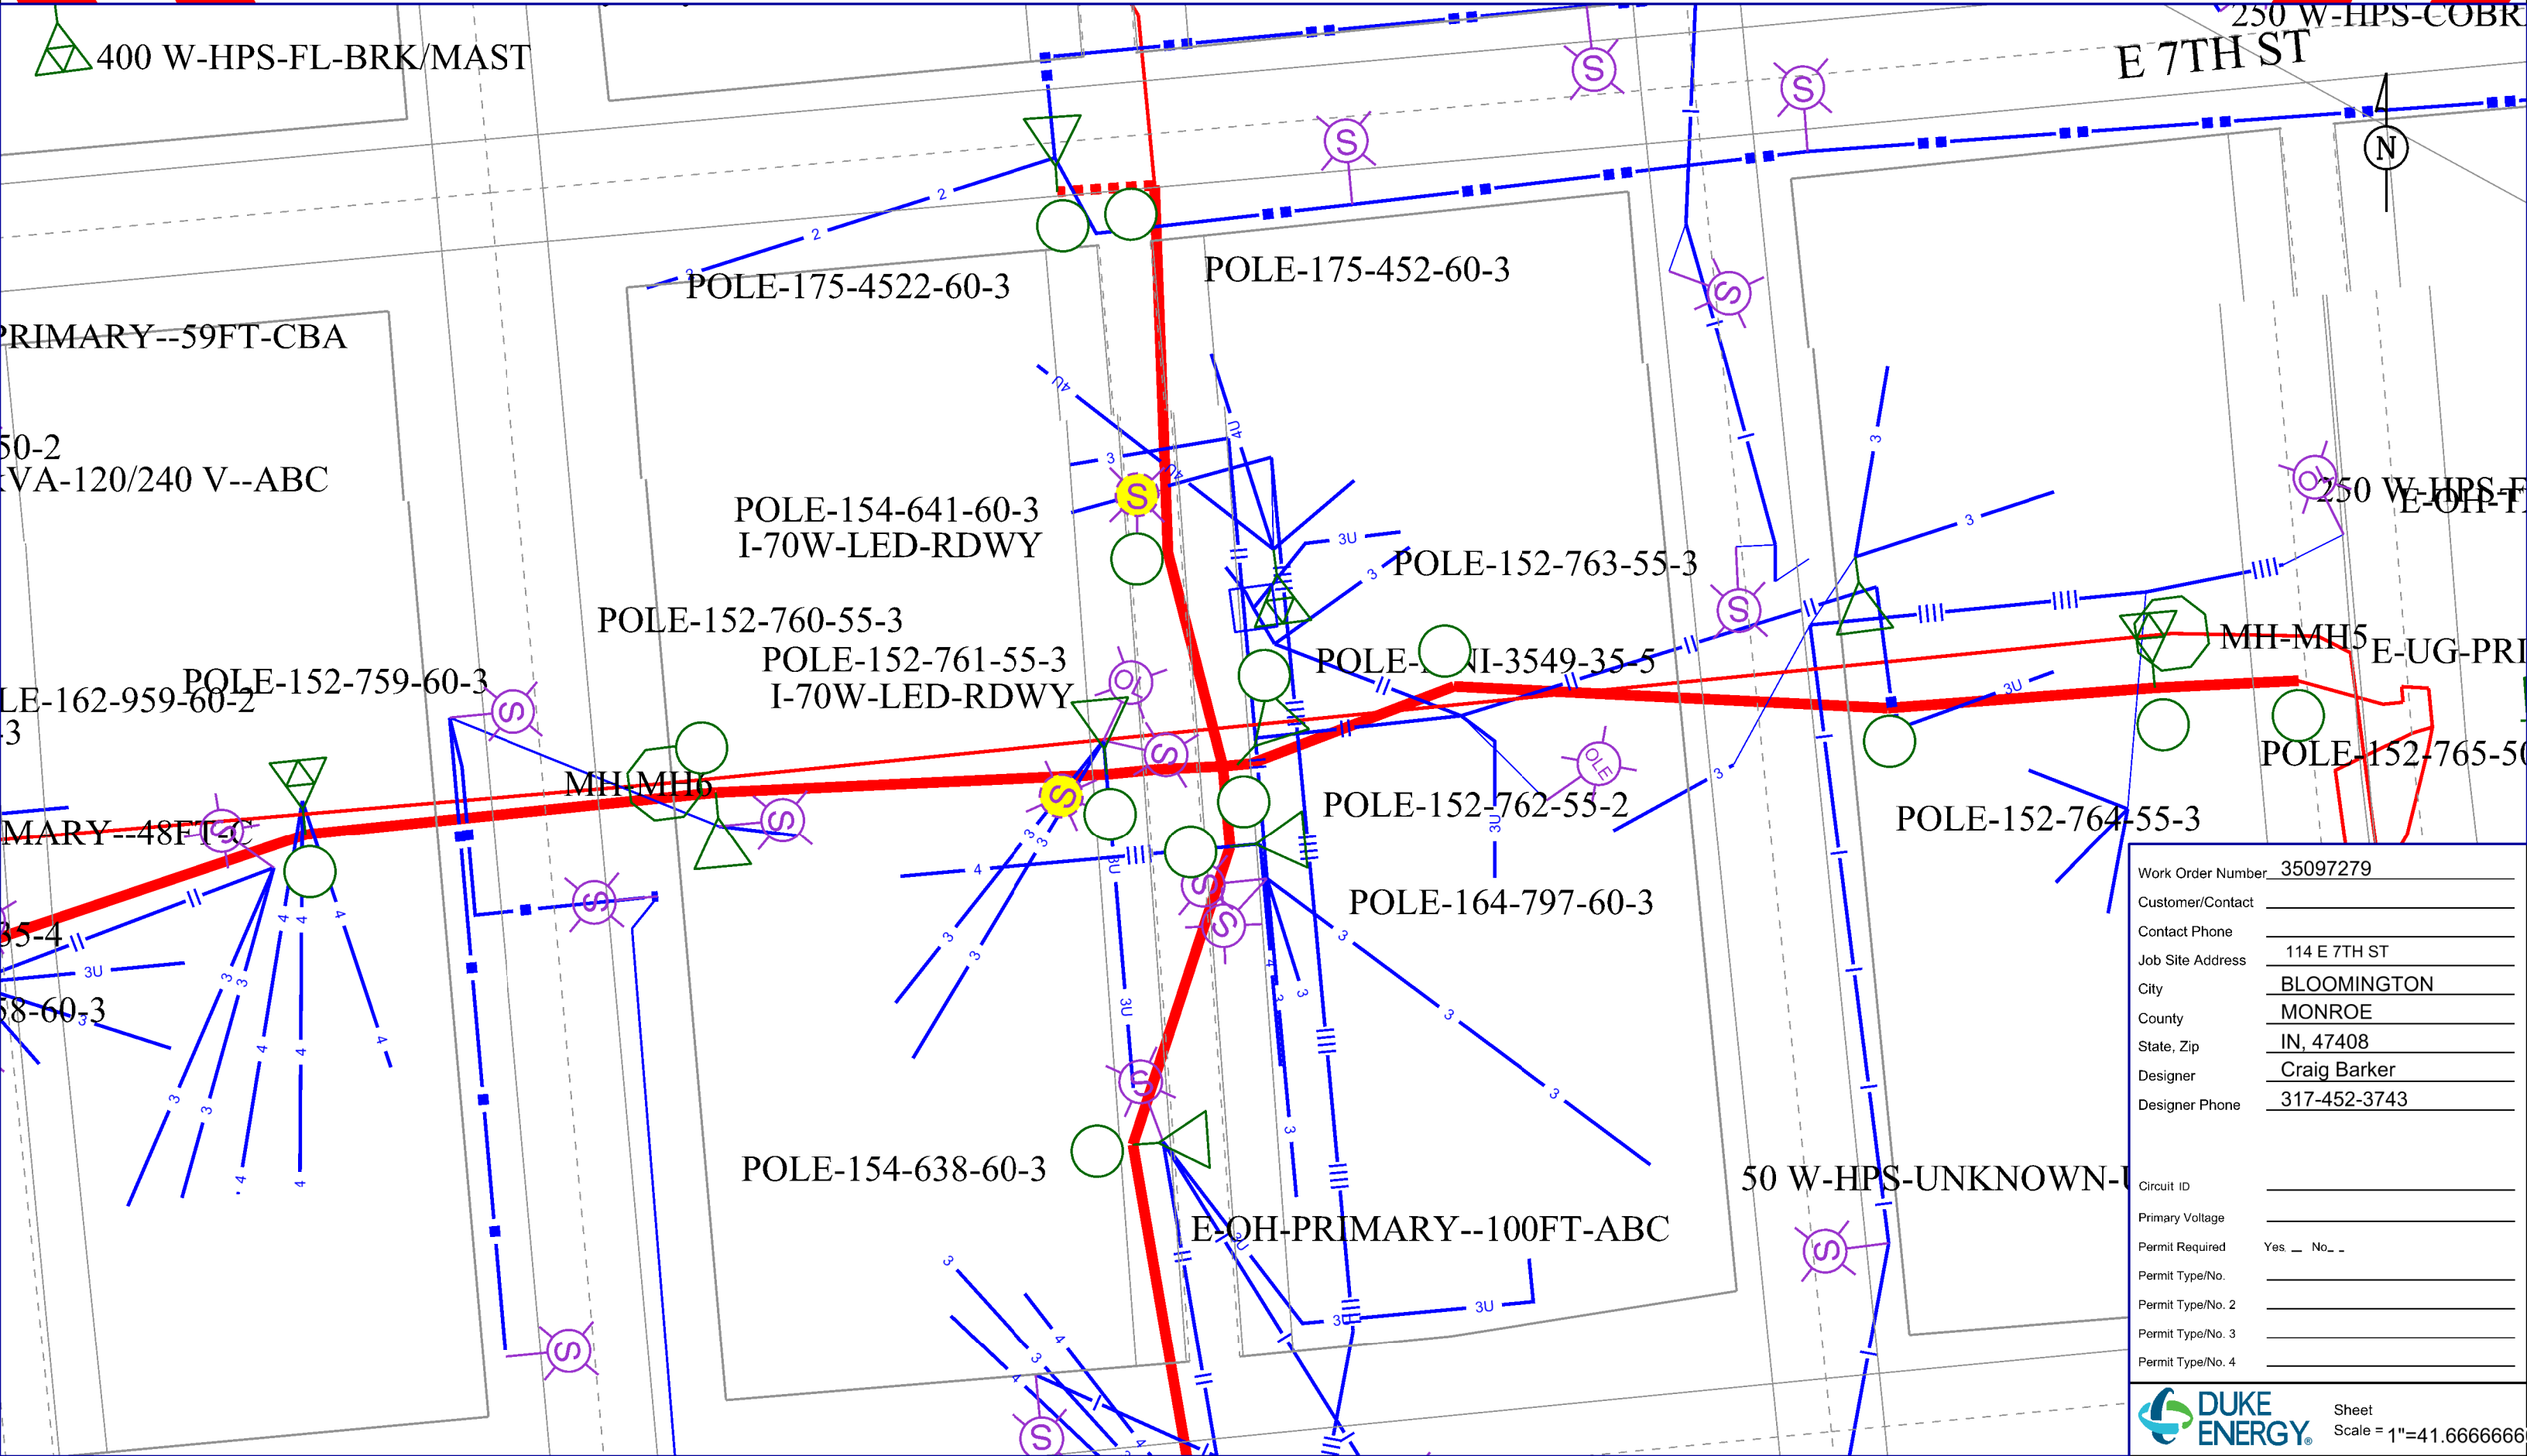 250 W-HPS-COBR
400 W-HPS-FL-BRK/MAST
E 7TH ST
N
POLE-175-4522-60-3
POLE-175-452-60-3
PRIMARY--59FT-CBA
50-2
VA-120/240 V--ABC
250 W-HPS-F
E-OH-
POLE-154-641-60-3
I-70W-LED-RDWY
POLE-152-763-55-3
POLE-152-760-55-3
POLE-152-761-55-3
I-70W-LED-RDWY
POLE- NI-3549-35-5
MH-MH5
E-UG-PRI
POLE-152-759-60-3
LE-162-959-60-2
-3
MH-MH6
POLE-152-765-50
MARY--48FT-C
POLE-152-762-55-2
POLE-152-764-55-3
POLE-164-797-60-3
35-4
58-60-3
POLE-154-638-60-3
50 W-HPS-UNKNOWN-U
E-OH-PRIMARY--100FT-ABC
Work Order Number 35097279
Customer/Contact
Contact Phone
Job Site Address 114 E 7TH ST
City BLOOMINGTON
County MONROE
State, Zip IN, 47408
Designer Craig Barker
Designer Phone 317-452-3743
Circuit ID
Primary Voltage
Permit Required Yes _ No_ -
Permit Type/No.
Permit Type/No. 2
Permit Type/No. 3
Permit Type/No. 4
DUKE
ENERGY®
Sheet
Scale = 1"=41.6666666